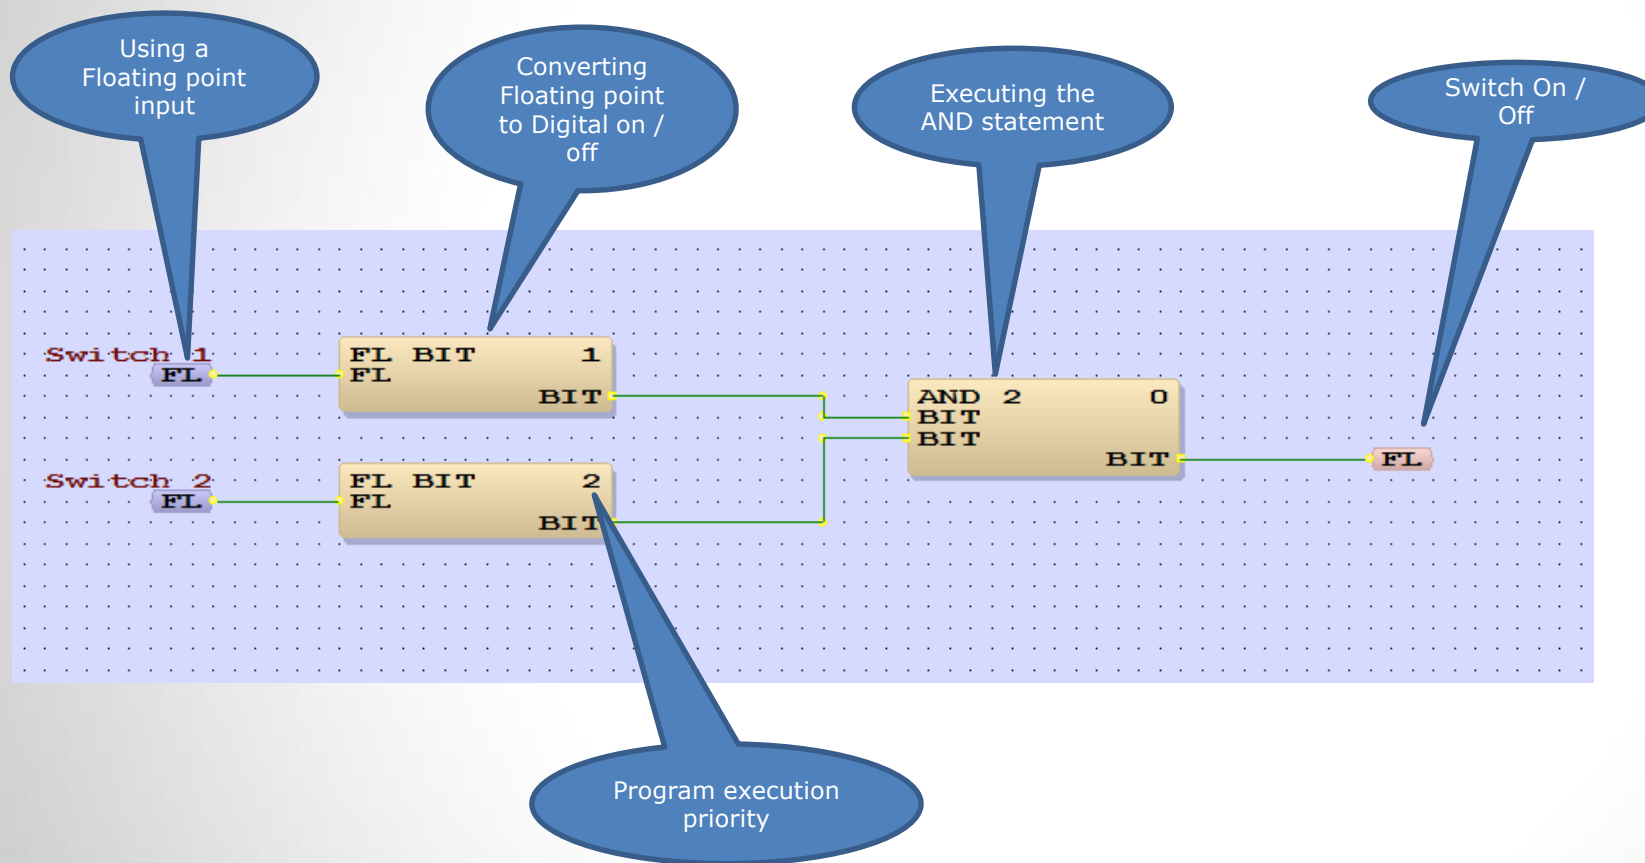 Using a
Floating point
input
Converting
Floating point
to Digital on /
off
Executing the
AND statement
Switch On /
Off
Switch 1
FL
FL BIT 1
FL
BIT
AND 2 0
BIT
BIT
BIT
FL
Switch 2
FL
FL BIT 2
FL
BIT
Program execution
priority